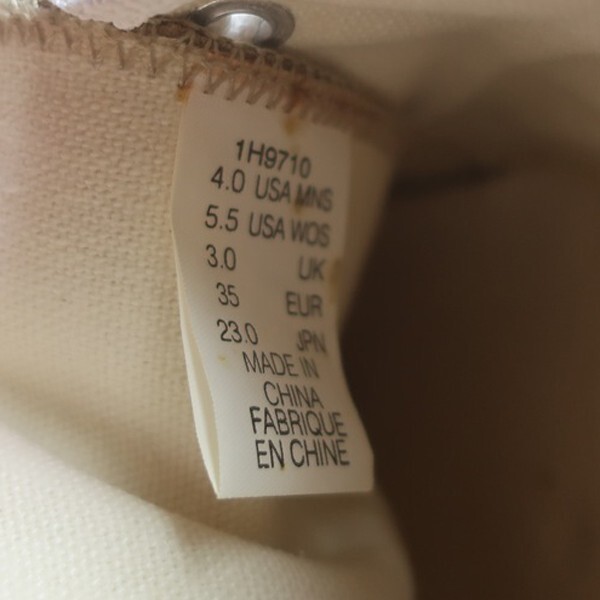 1H9710
4.0 USA MNS
5.5 USA WOS
3.0 UK
35 EUR
23.0 JPN
MADE IN
CHINA
FABRIQUE
EN CHINE